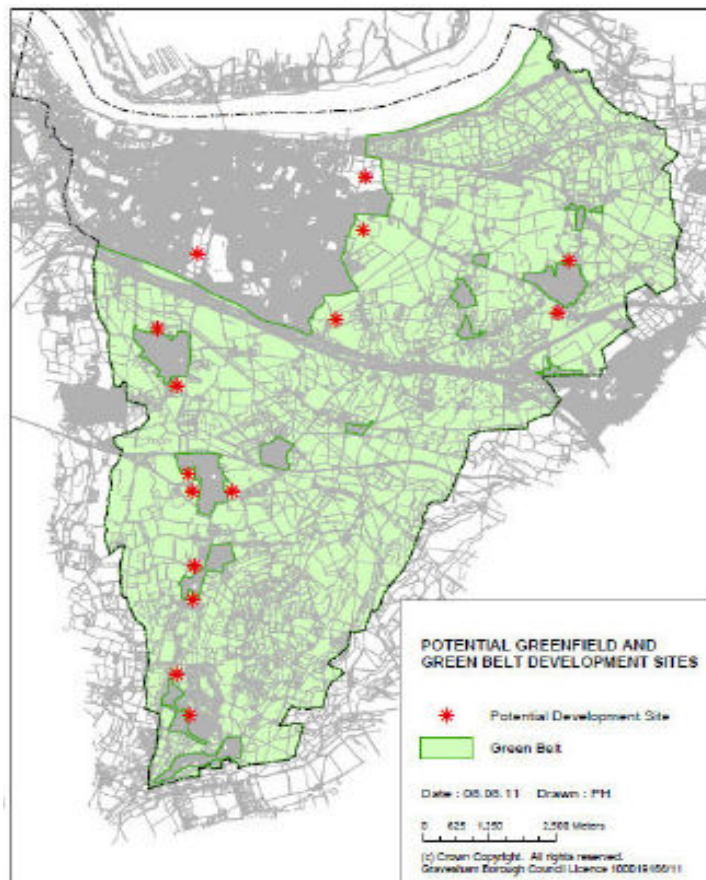 POTENTIAL GREENFIELD AND
GREEN BELT DEVELOPMENT SITES
Potential Development Site
Green Belt
Date : 08.08.11 Drawn : PH
0 625 1,250 2,500 Meters
(c) Crown Copyright. All rights reserved.
Gravesham Borough Council Licence